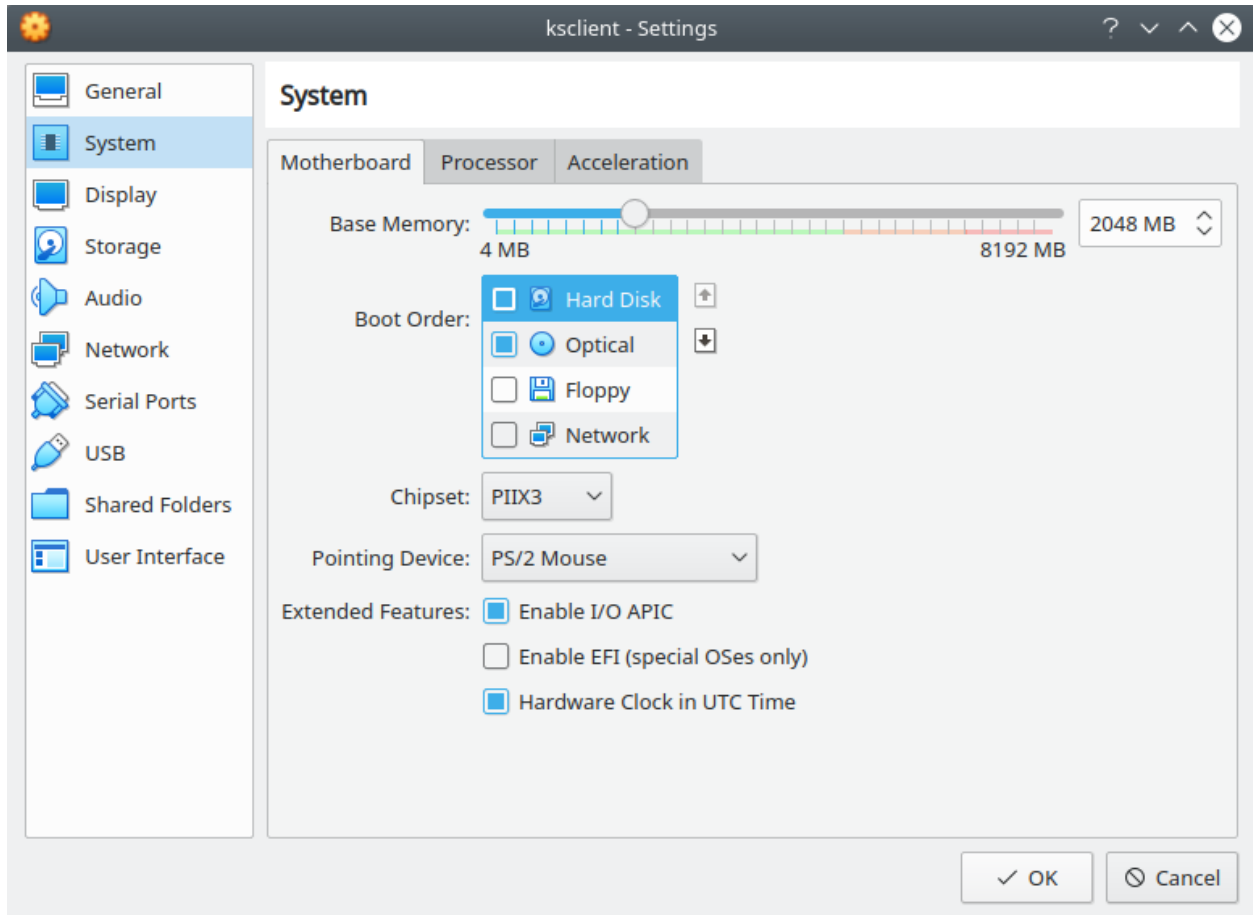 ksclient - Settings
General
System
Display
Storage
Audio
Network
Serial Ports
USB
Shared Folders
User Interface
System
Motherboard Processor Acceleration
Base Memory: 2048 MB
4 MB 8192 MB
Boot Order:
Hard Disk
Optical
Floppy
Network
Chipset: PIIX3
Pointing Device: PS/2 Mouse
Extended Features: Enable I/O APIC
Enable EFI (special OSes only)
Hardware Clock in UTC Time
OK Cancel